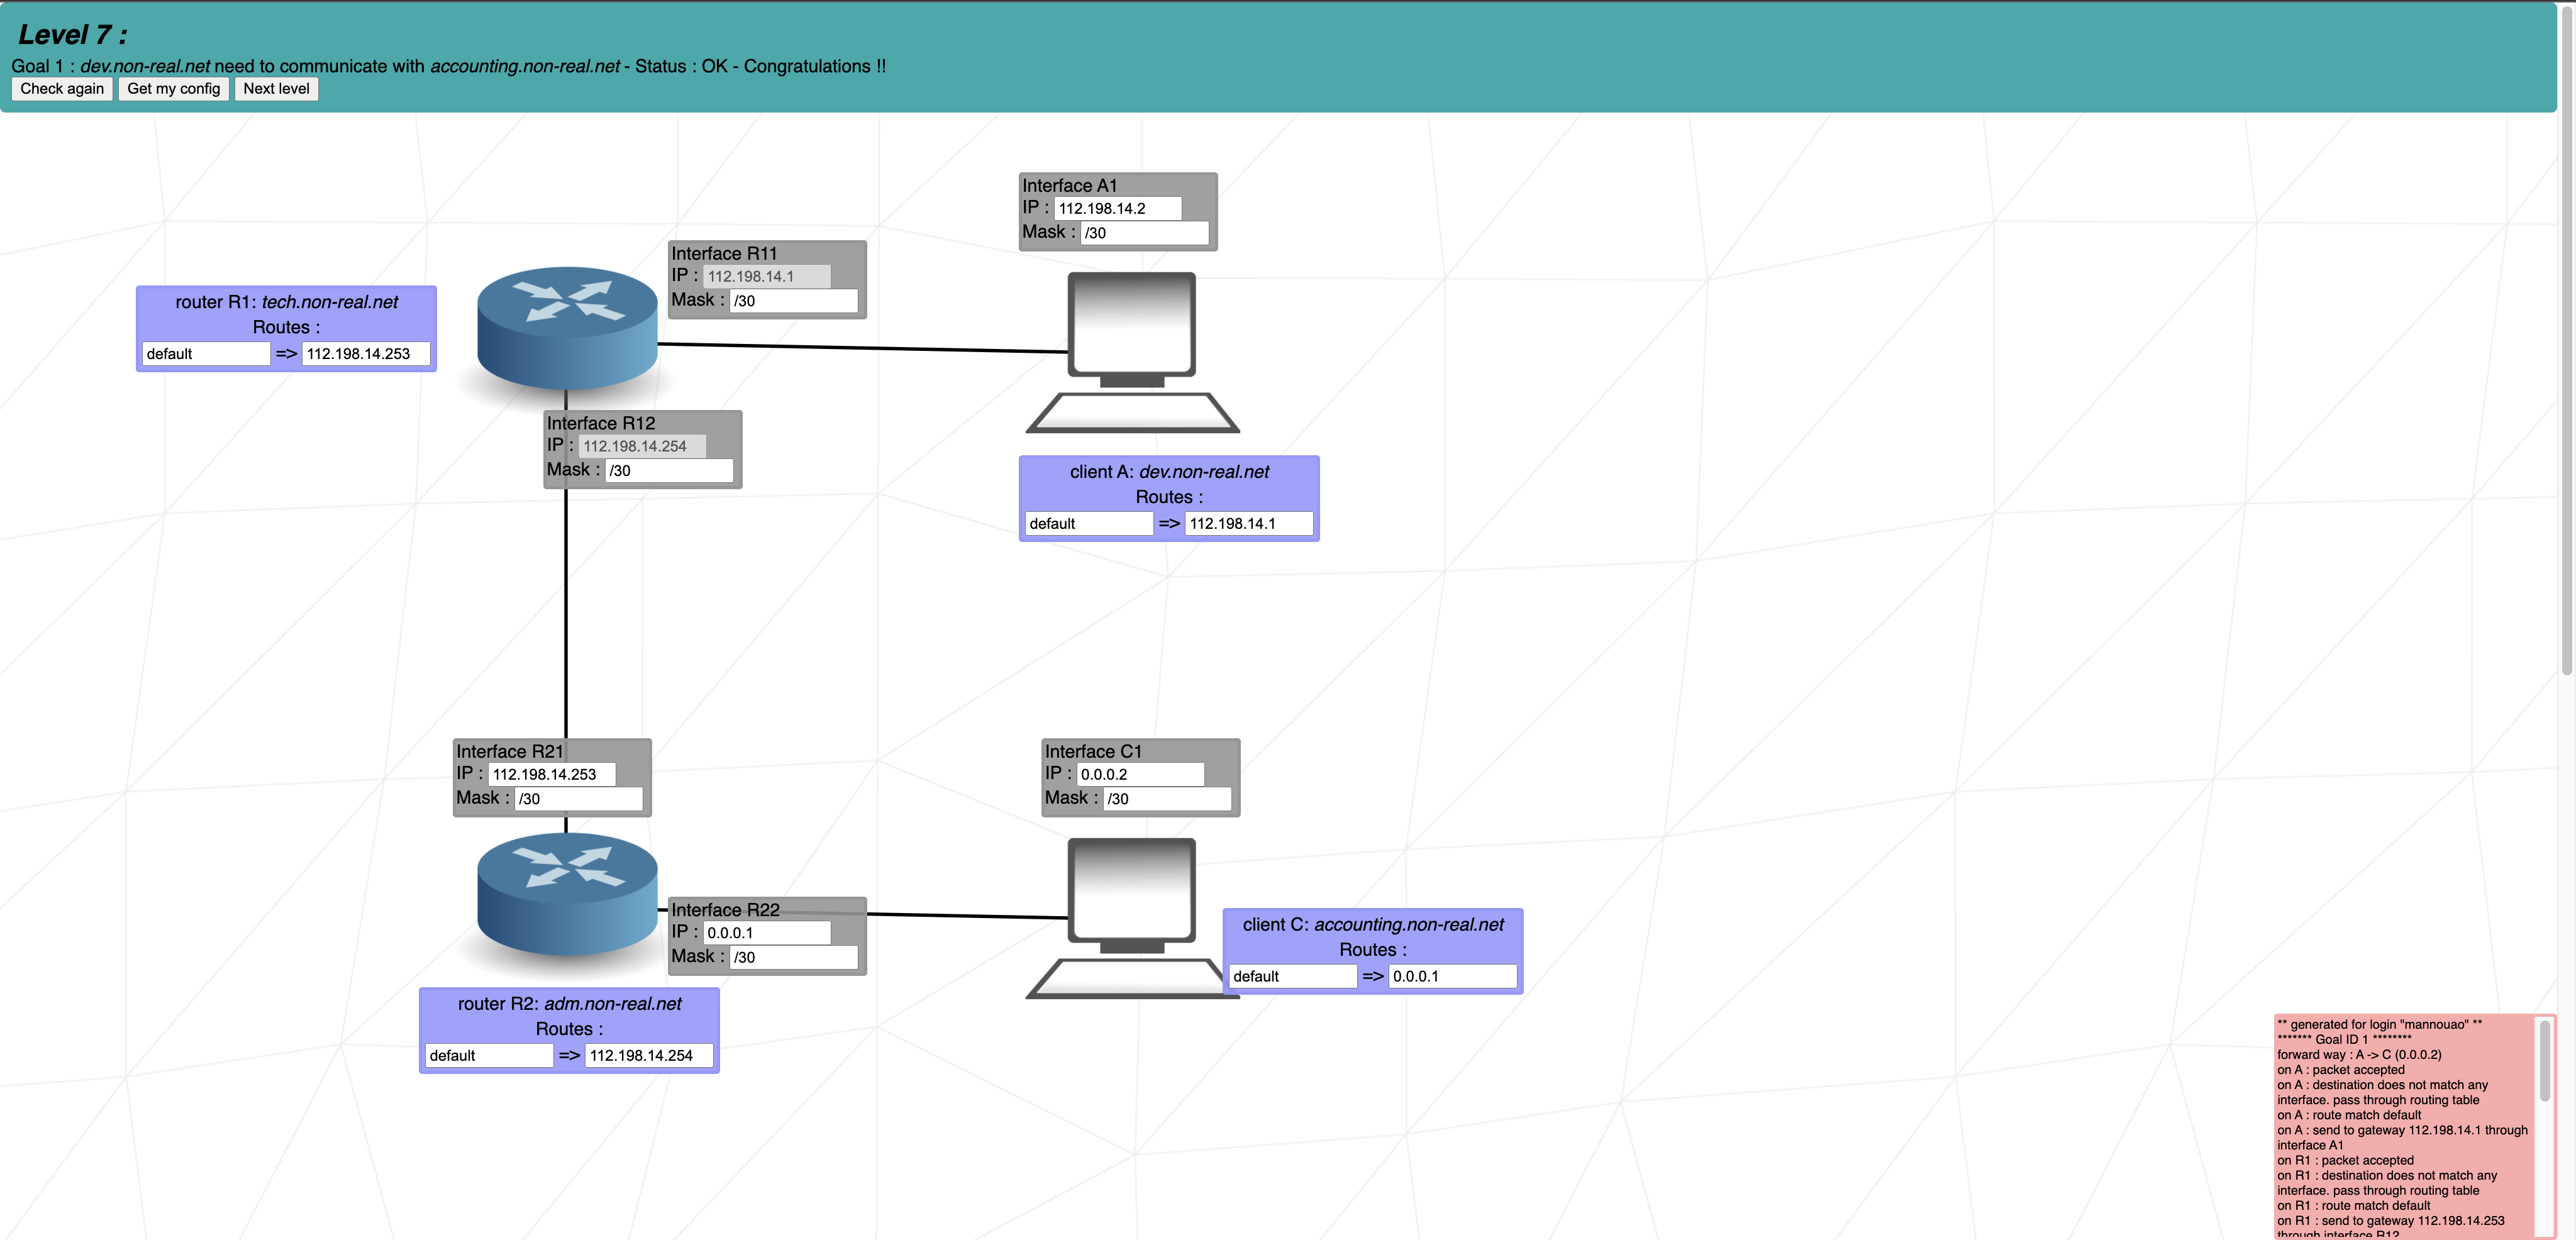 Level 7 :
Goal 1 : dev.non-real.net need to communicate with accounting.non-real.net - Status : OK - Congratulations !!
Check again Get my config Next level
Interface A1
IP : 112.198.14.2
Mask : /30
Interface R11
IP : 112.198.14.1
Mask : /30
router R1: tech.non-real.net
Routes :
default => 112.198.14.253
Interface R12
IP : 112.198.14.254
Mask : /30
client A: dev.non-real.net
Routes :
default => 112.198.14.1
Interface R21
IP : 112.198.14.253
Mask : /30
Interface C1
IP : 0.0.0.2
Mask : /30
Interface R22
IP : 0.0.0.1
Mask : /30
client C: accounting.non-real.net
Routes :
default => 0.0.0.1
router R2: adm.non-real.net
Routes :
default => 112.198.14.254
** generated for login "mannouao" **
******* Goal ID 1 ********
forward way : A -> C (0.0.0.2)
on A : packet accepted
on A : destination does not match any
interface. pass through routing table
on A : route match default
on A : send to gateway 112.198.14.1 through
interface A1
on R1 : packet accepted
on R1 : destination does not match any
interface. pass through routing table
on R1 : route match default
on R1 : send to gateway 112.198.14.253
through interface R12